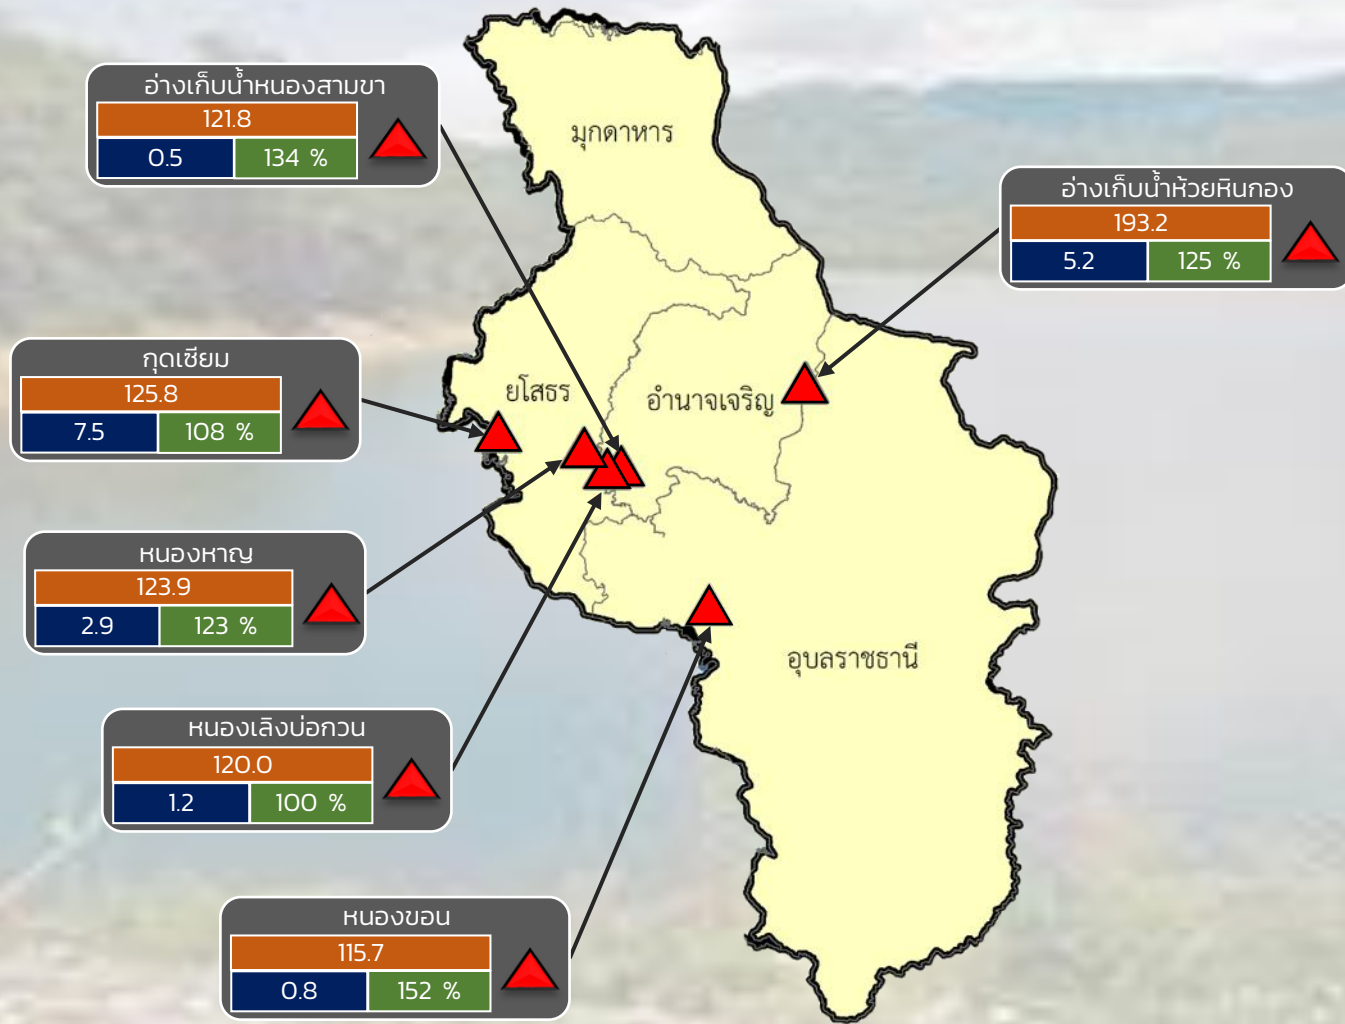 อ่างเก็บน้ำหนองสามขา
121.8
0.5 134 %
มุกดาหาร
อ่างเก็บน้ำห้วยหินกอง
193.2
5.2 125 %
กุดเซียม
125.8
7.5 108 %
ยโสธร
อำนาจเจริญ
หนองหาญ
123.9
2.9 123 %
อุบลราชธานี
หนองเลิงบ่อกวน
120.0
1.2 100 %
หนองขอน
115.7
0.8 152 %